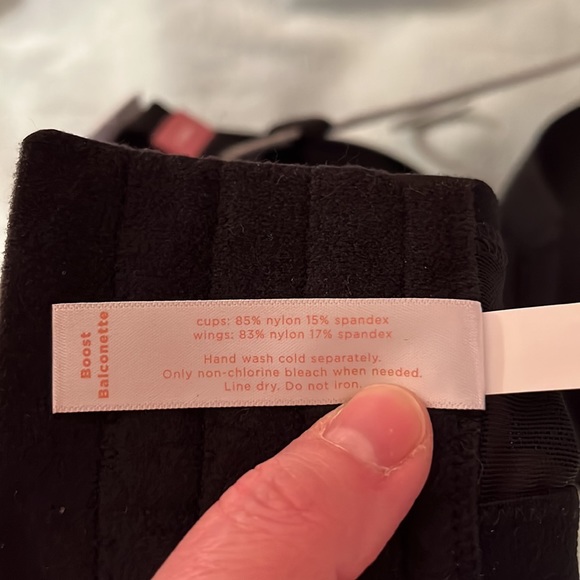 Boost
Balconette
cups: 85% nylon 15% spandex
wings: 83% nylon 17% spandex
Hand wash cold separately.
Only non-chlorine bleach when needed.
Line dry. Do not iron.